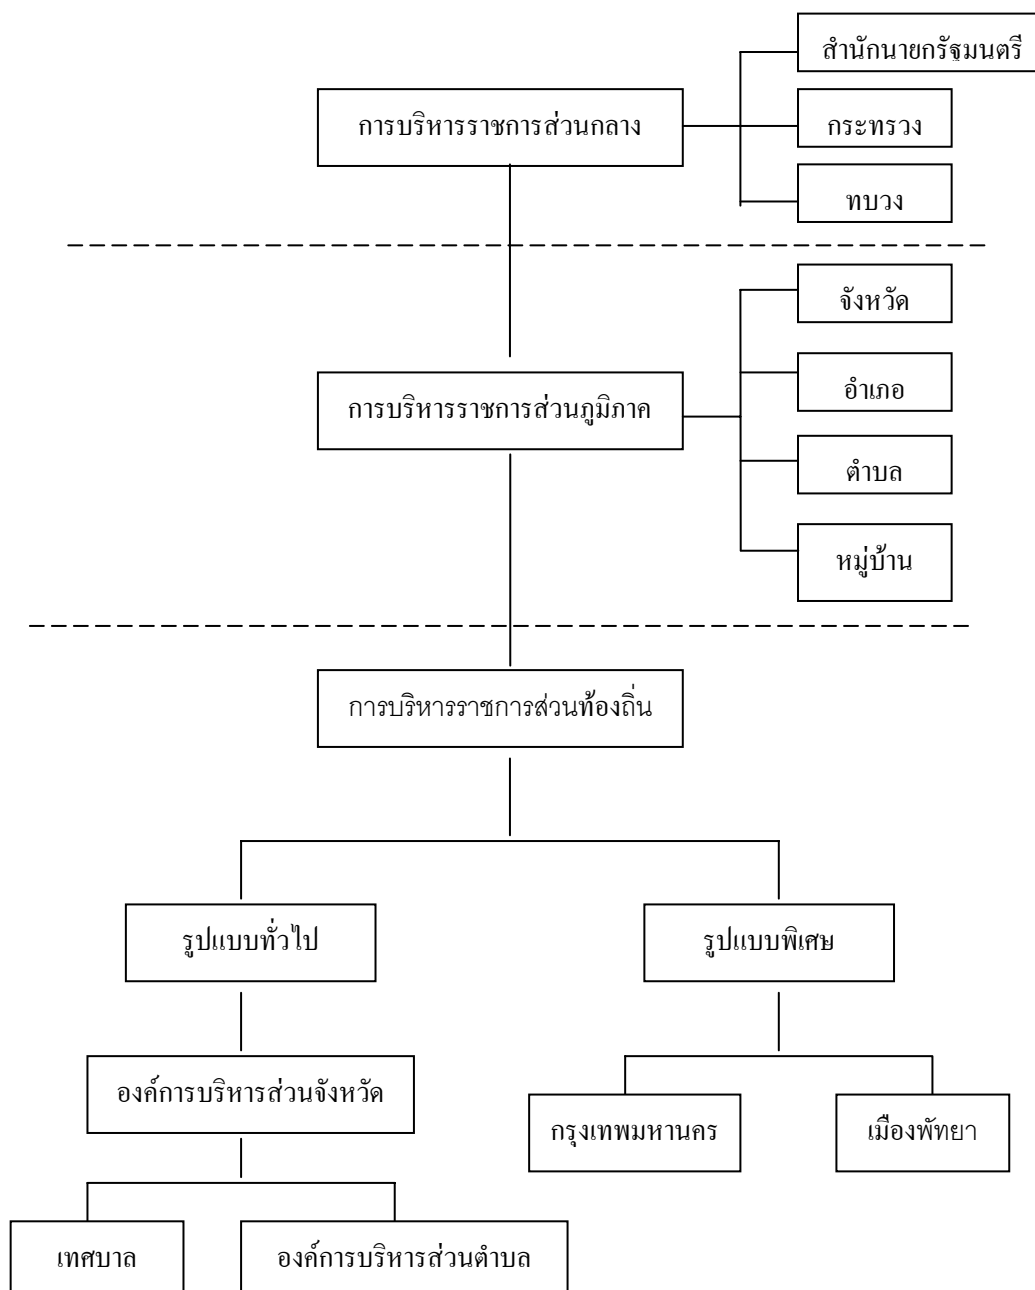 สำนักนายกรัฐมนตรี
การบริหารราชการส่วนกลาง
กระทรวง
ทบวง
จังหวัด
อำเภอ
การบริหารราชการส่วนภูมิภาค
ตำบล
หมู่บ้าน
การบริหารราชการส่วนท้องถิ่น
รูปแบบทั่วไป
รูปแบบพิเศษ
องค์การบริหารส่วนจังหวัด
กรุงเทพมหานคร
เมืองพัทยา
เทศบาล
องค์การบริหารส่วนตำบล